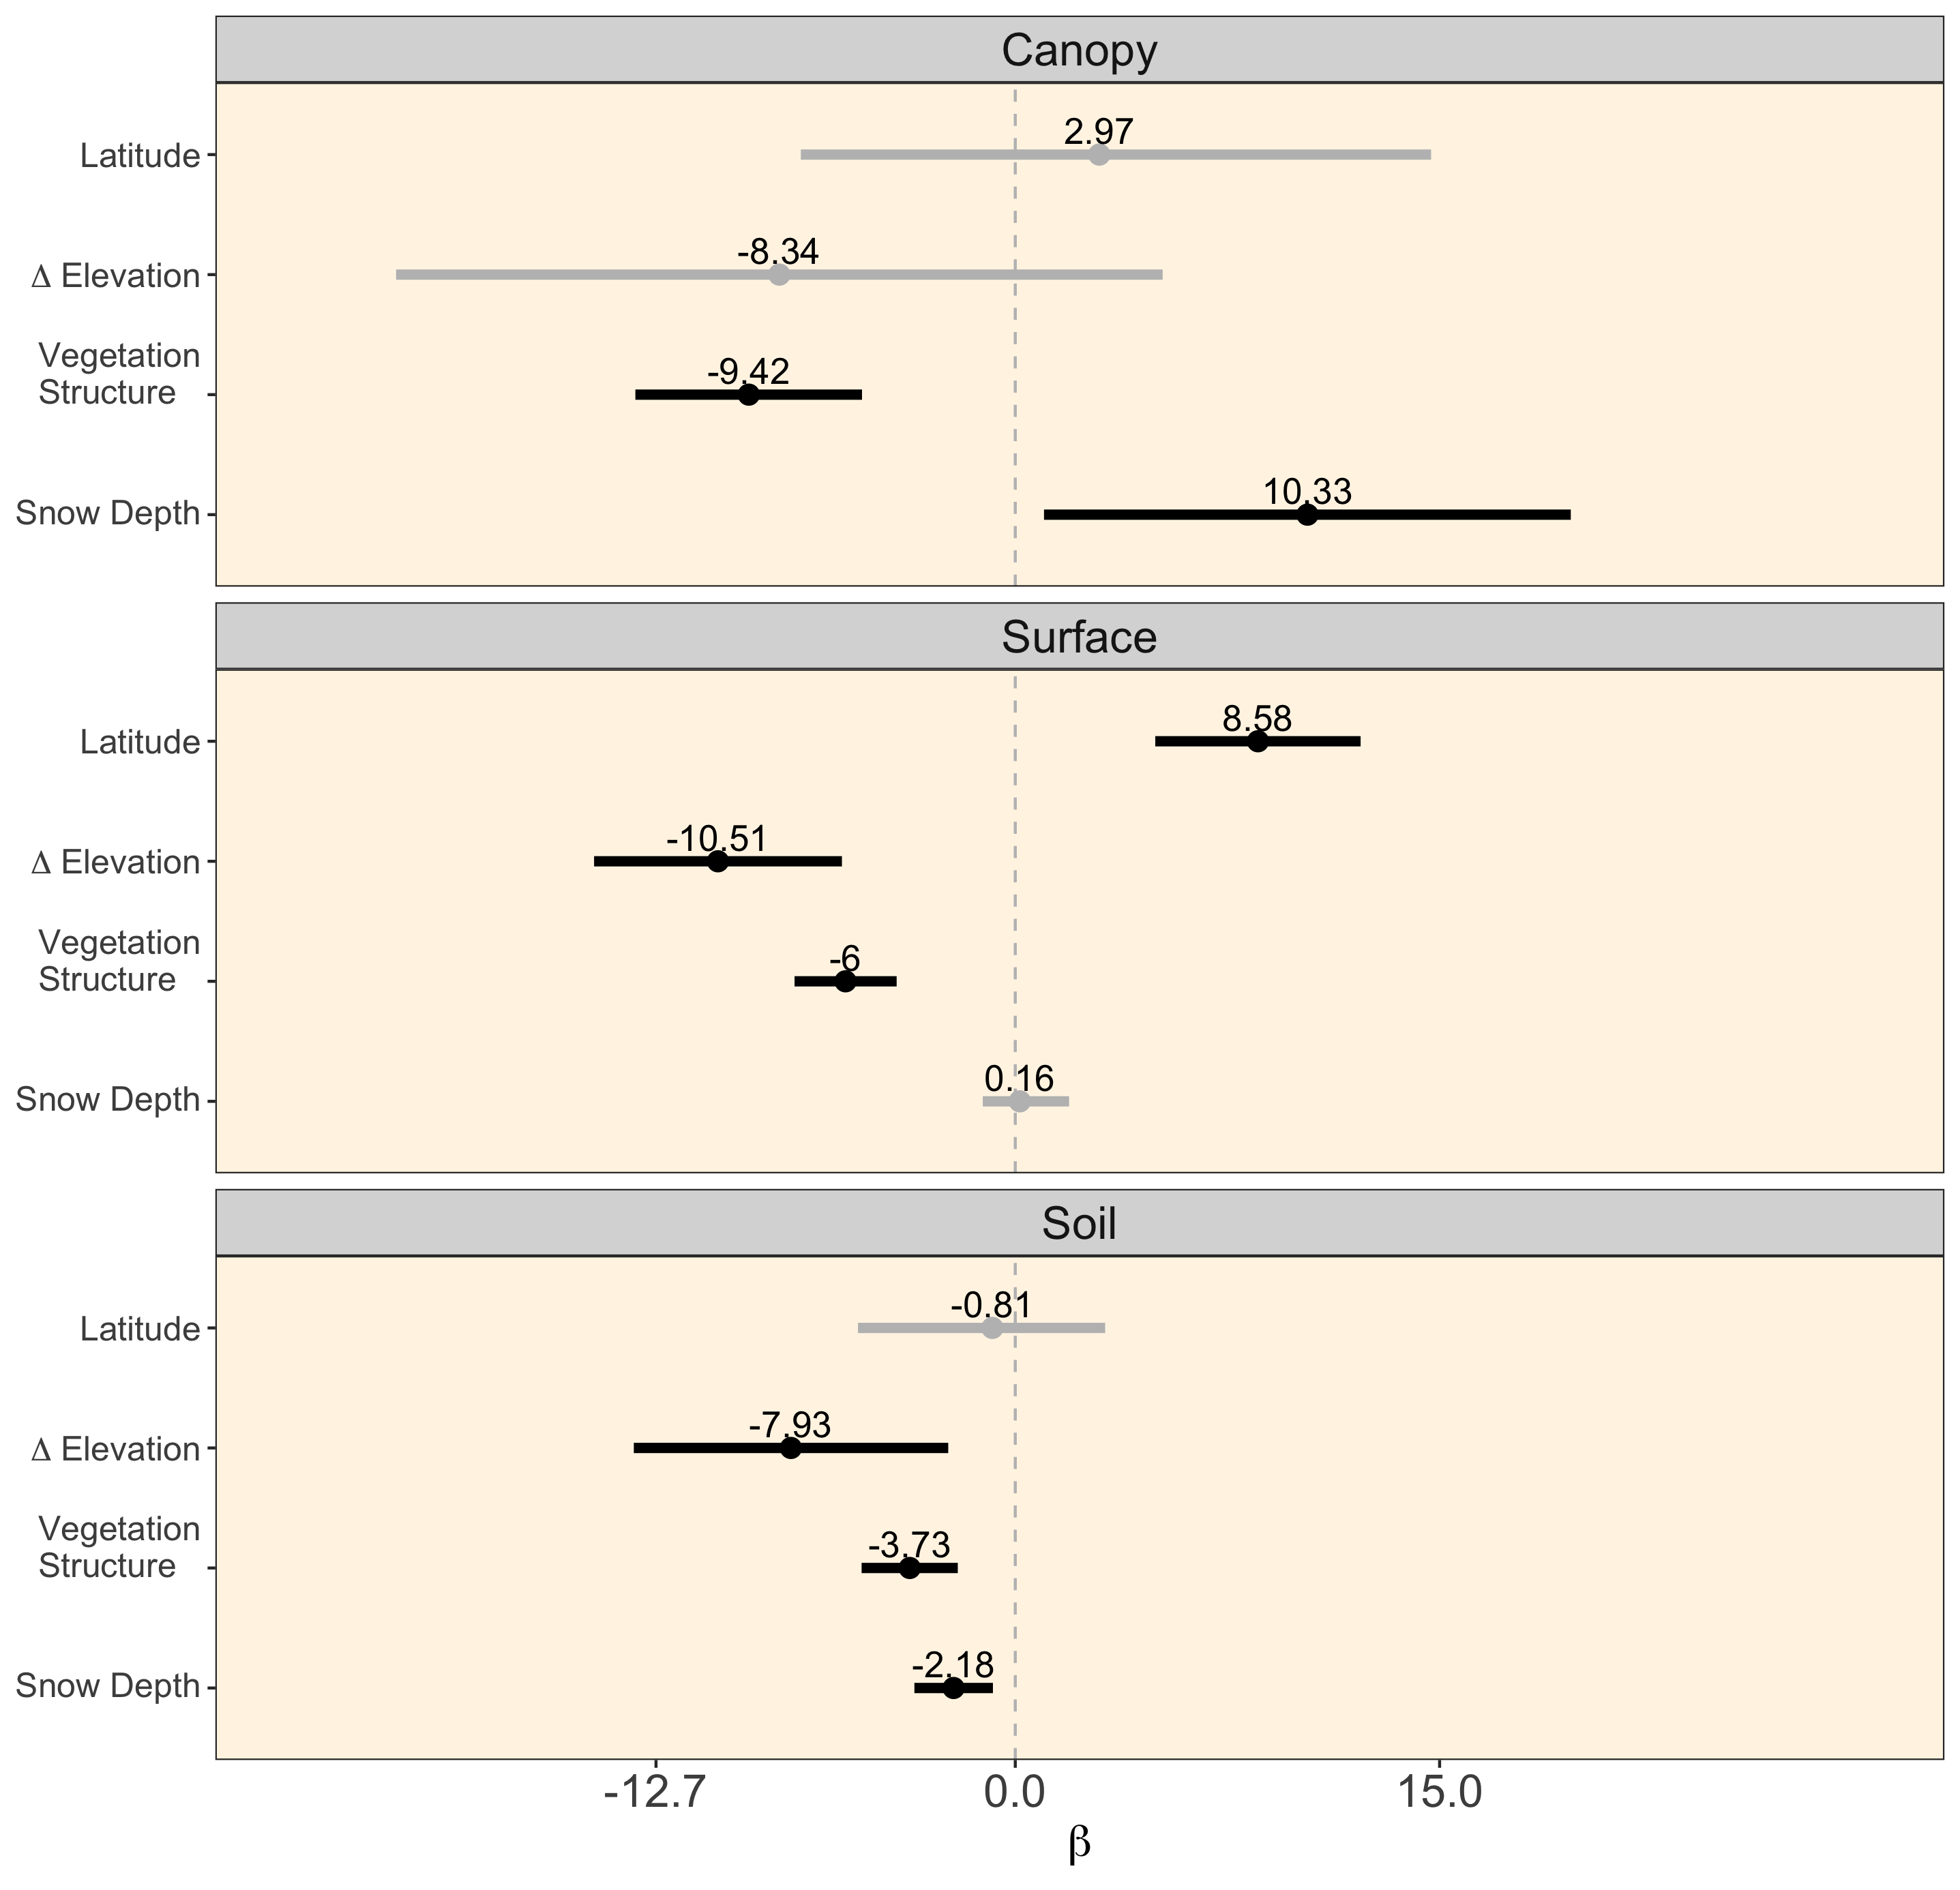 Canopy
Latitude
2.97
Δ Elevation
-8.34
Vegetation
Structure
-9.42
Snow Depth
10.33
Surface
Latitude
8.58
Δ Elevation
-10.51
Vegetation
Structure
-6
Snow Depth
0.16
Soil
Latitude
-0.81
Δ Elevation
-7.93
Vegetation
Structure
-3.73
Snow Depth
-2.18
-12.7 0.0 15.0
β